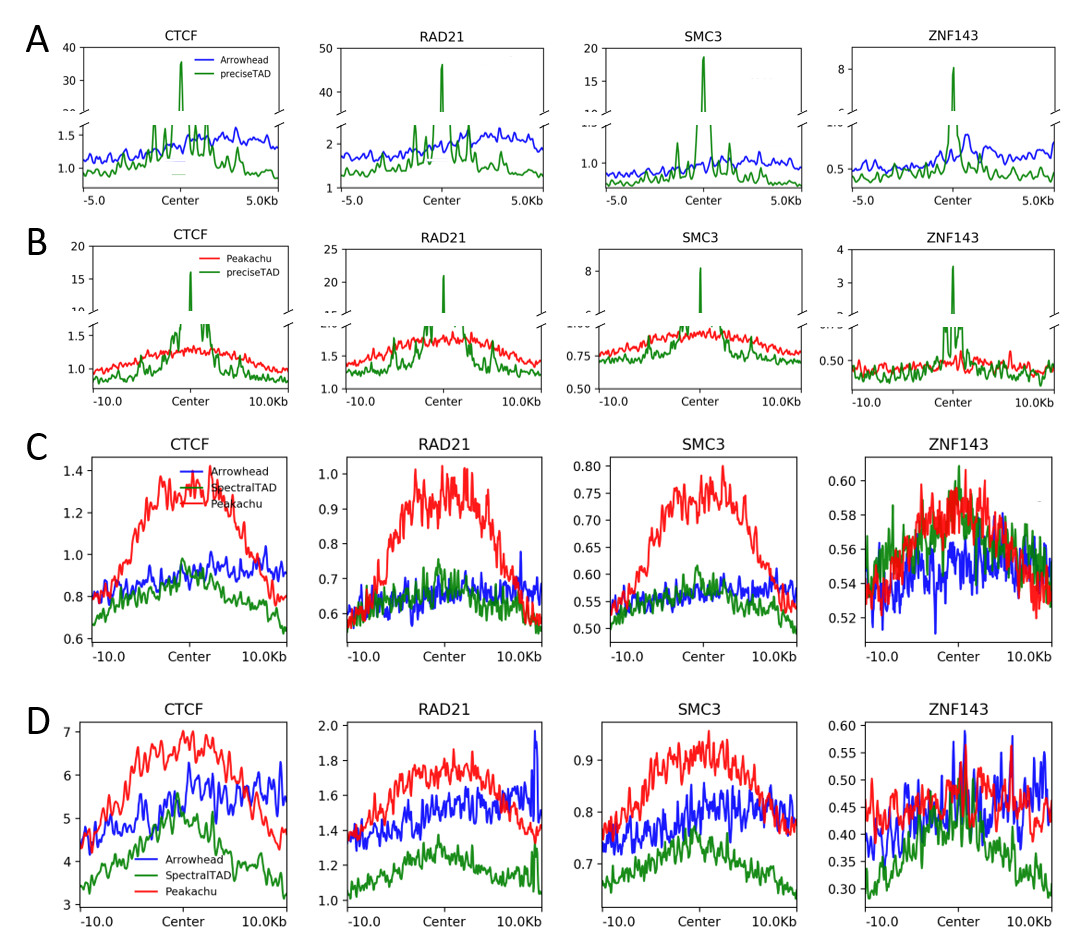 A
CTCF RAD21 SMC3 ZNF143
40 50 20 8
Arrowhead
preciseTAD
30 40 15
1.5 2 1.0 0.5
1.0 1
-5.0 Center 5.0Kb -5.0 Center 5.0Kb -5.0 Center 5.0Kb -5.0 Center 5.0Kb
B
CTCF RAD21 SMC3 ZNF143
20 25 8 4
Peakachu
preciseTAD
15 20 3
1.5 1.5 0.75 0.50
1.0 1.0 0.50
-10.0 Center 10.0Kb -10.0 Center 10.0Kb -10.0 Center 10.0Kb -10.0 Center 10.0Kb
C
CTCF RAD21 SMC3 ZNF143
Arrowhead
SpectralTAD
Peakachu
1.4 1.0 0.80 0.60
1.2 0.9 0.75 0.58
1.0 0.8 0.70 0.56
0.8 0.7 0.65 0.54
0.6 0.6 0.60 0.52
0.55
0.50
-10.0 Center 10.0Kb -10.0 Center 10.0Kb -10.0 Center 10.0Kb -10.0 Center 10.0Kb
D
CTCF RAD21 SMC3 ZNF143
7 2.0 0.9 0.60
6 1.8 0.8 0.55
5 1.6 0.7 0.50
4 1.4 0.45
3 1.2 0.40
1.0 0.35
0.30
Arrowhead
SpectralTAD
Peakachu
-10.0 Center 10.0Kb -10.0 Center 10.0Kb -10.0 Center 10.0Kb -10.0 Center 10.0Kb